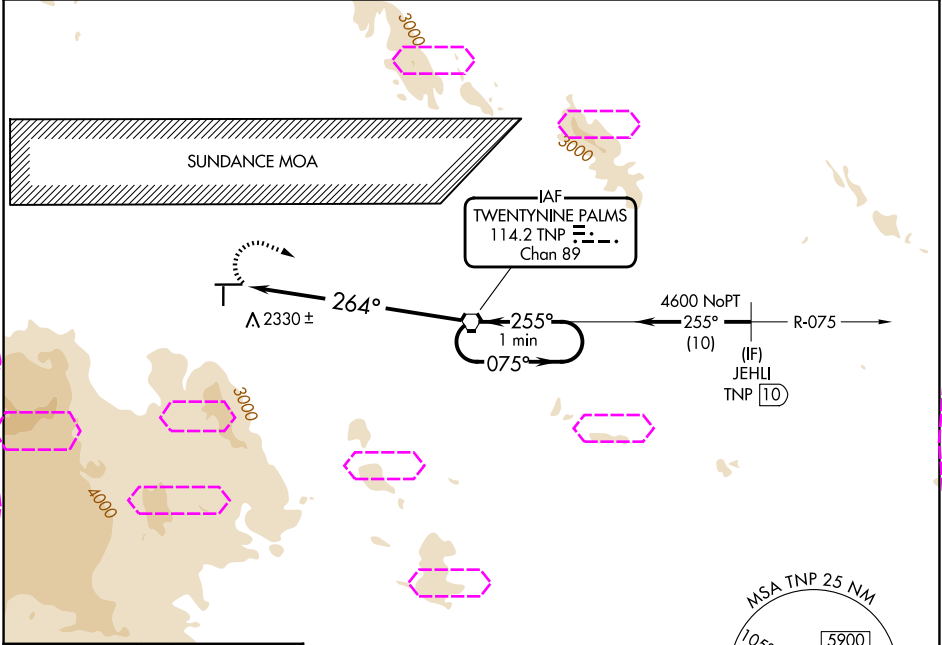 3000
3000
SUNDANCE MOA
IAF
TWENTYNINE PALMS
114.2 TNP
Chan 89
264°
2330 ±
255°
1 min
075°
4600 NoPT
255°
(10)
R-075
(IF)
JEHLI
TNP 10
3000
4000
MSA TNP 25 NM
105°
5900